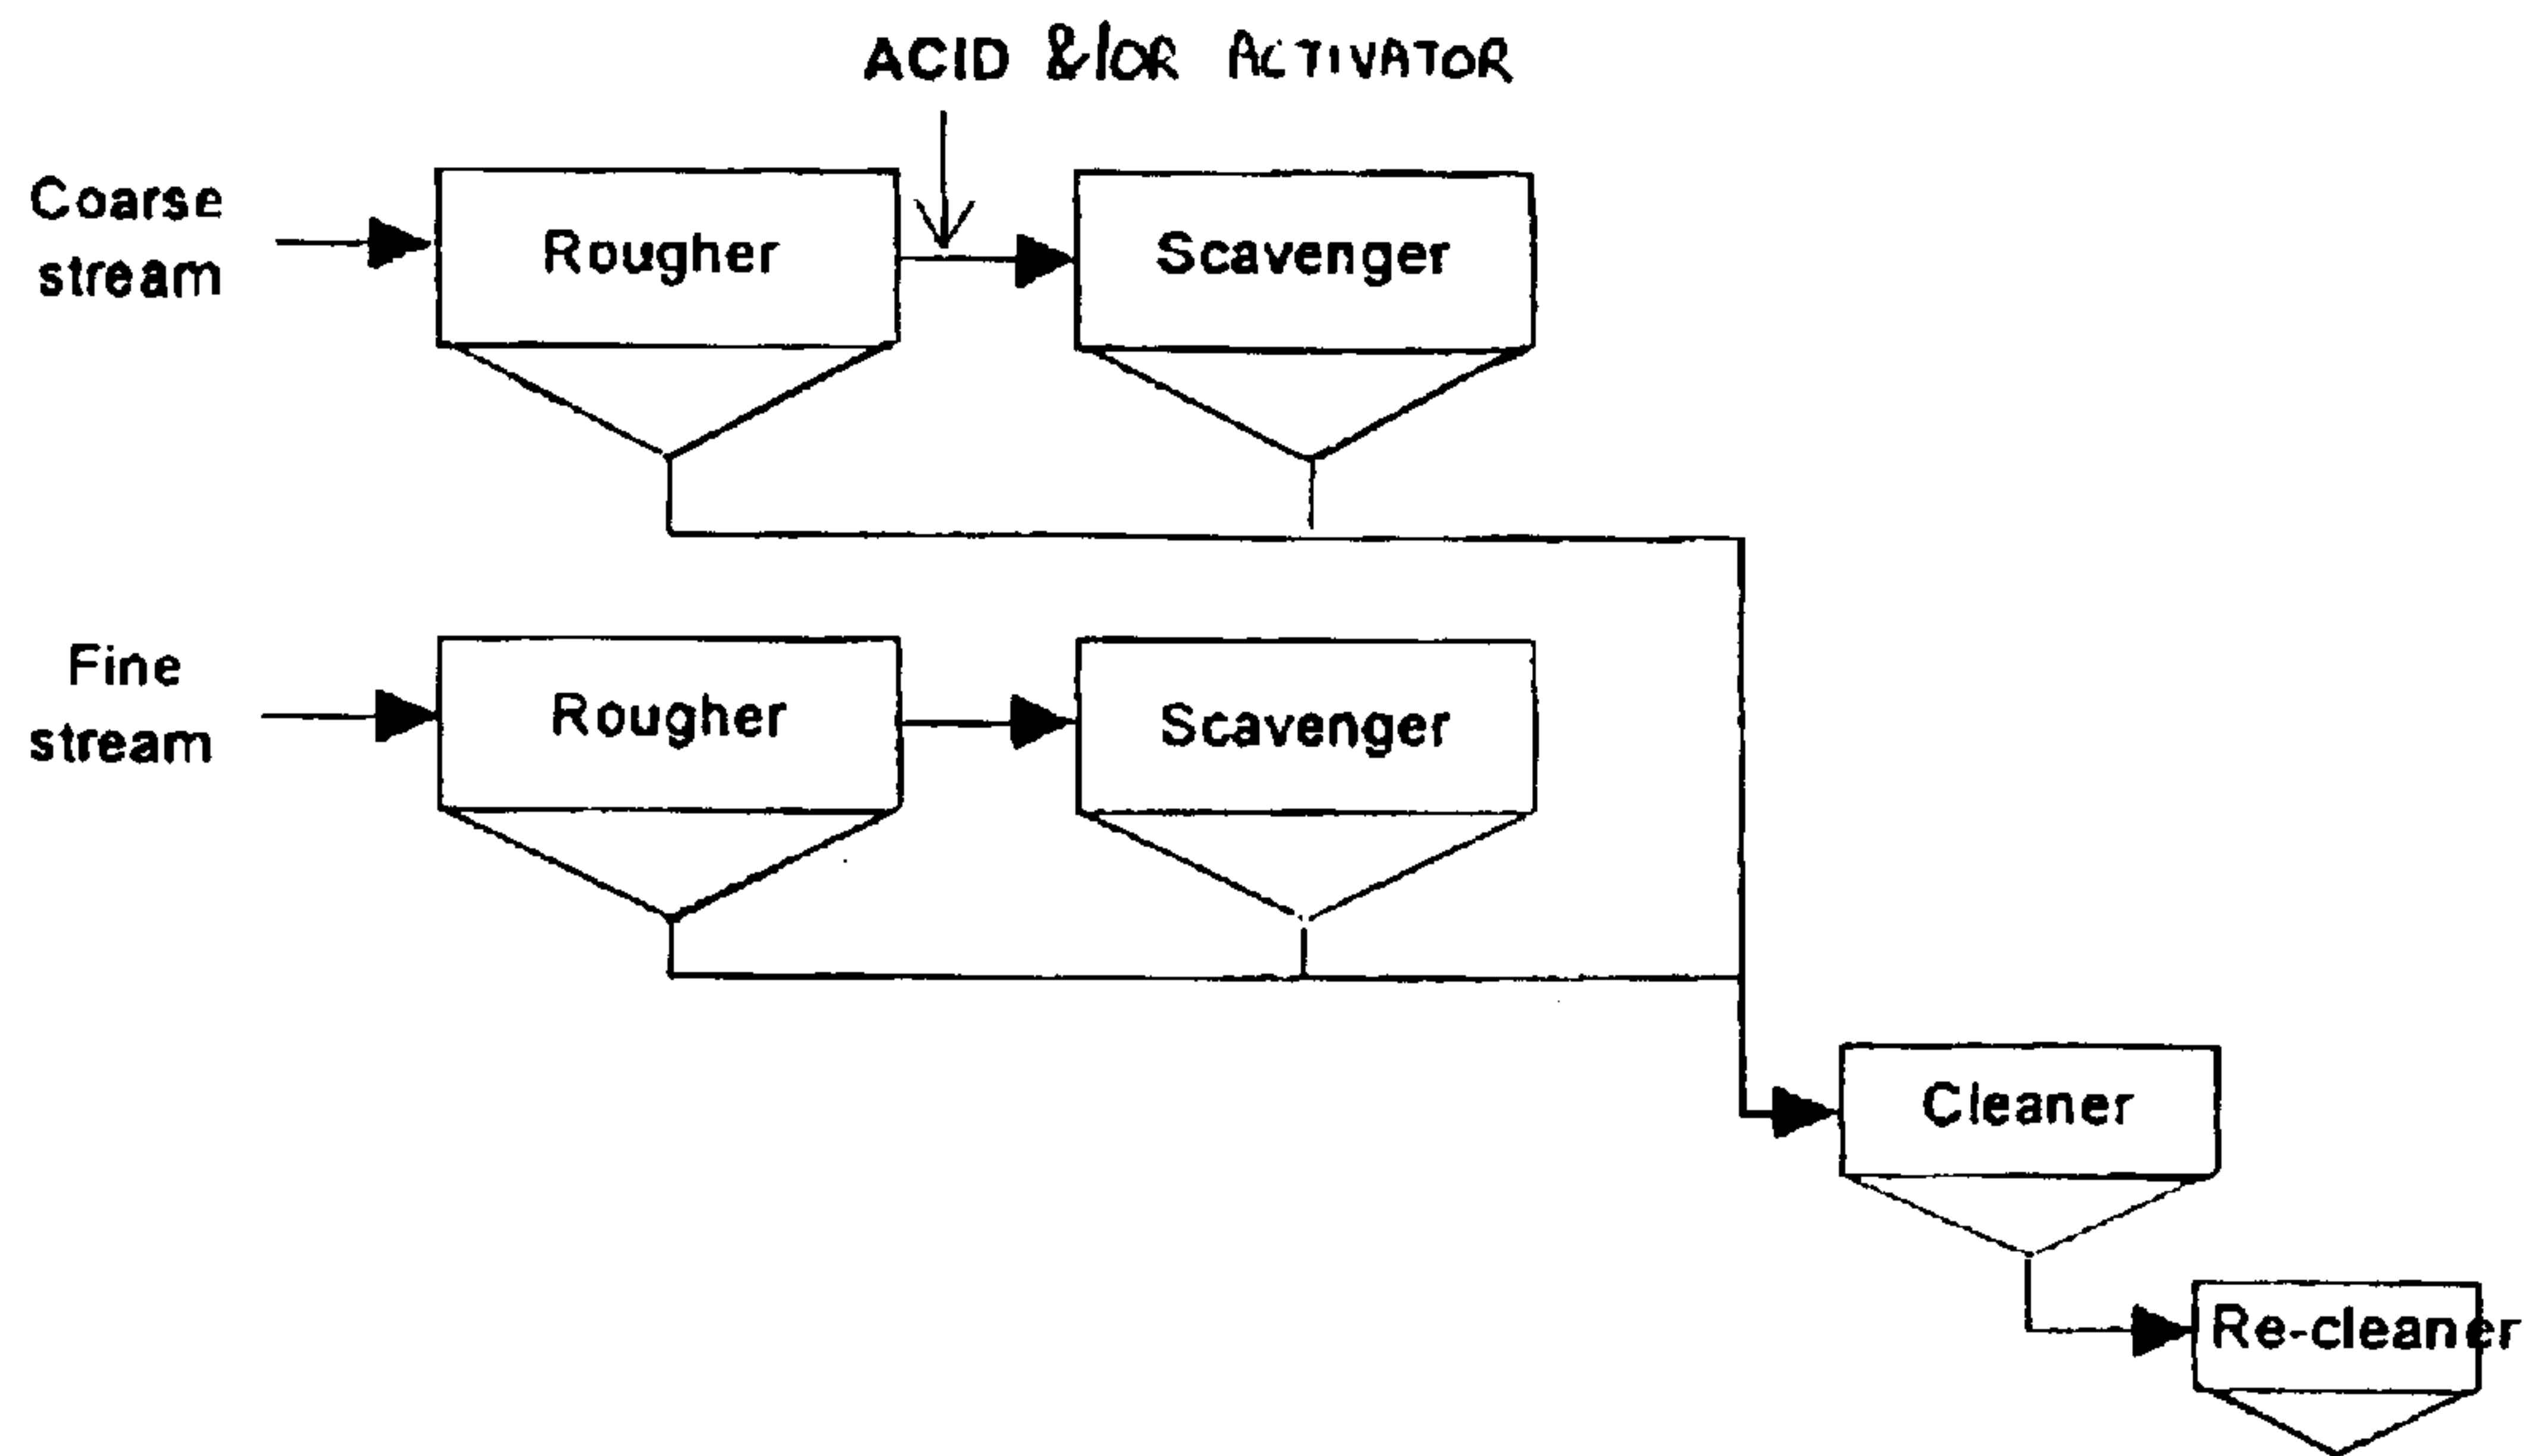 ACID &/OR ACTIVATOR
Coarse
stream
Rougher
Scavenger
Fine
stream
Rougher
Scavenger
Cleaner
Re-cleaner